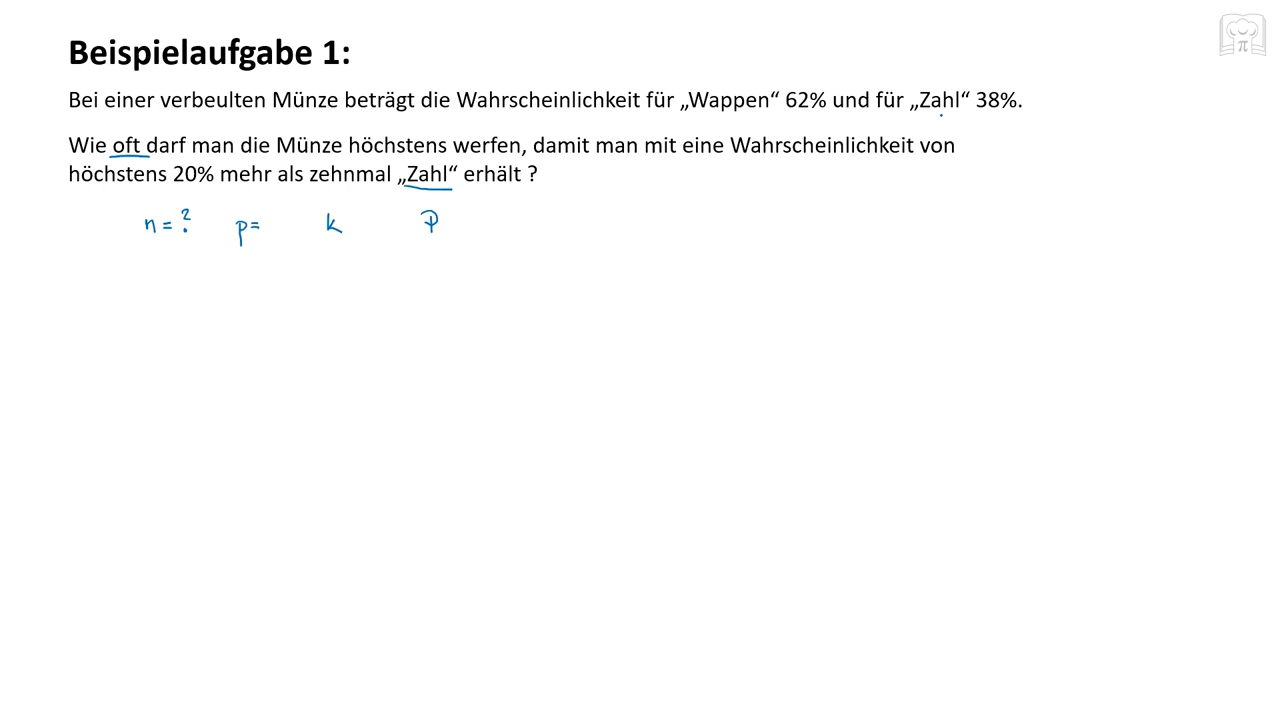 Beispielaufgabe 1:
Bei einer verbeulten Münze beträgt die Wahrscheinlichkeit für „Wappen“ 62% und für „Zahl“ 38%.
Wie oft darf man die Münze höchstens werfen, damit man mit eine Wahrscheinlichkeit von
höchstens 20% mehr als zehnmal „Zahl“ erhält ?
n = ? p = k P
π